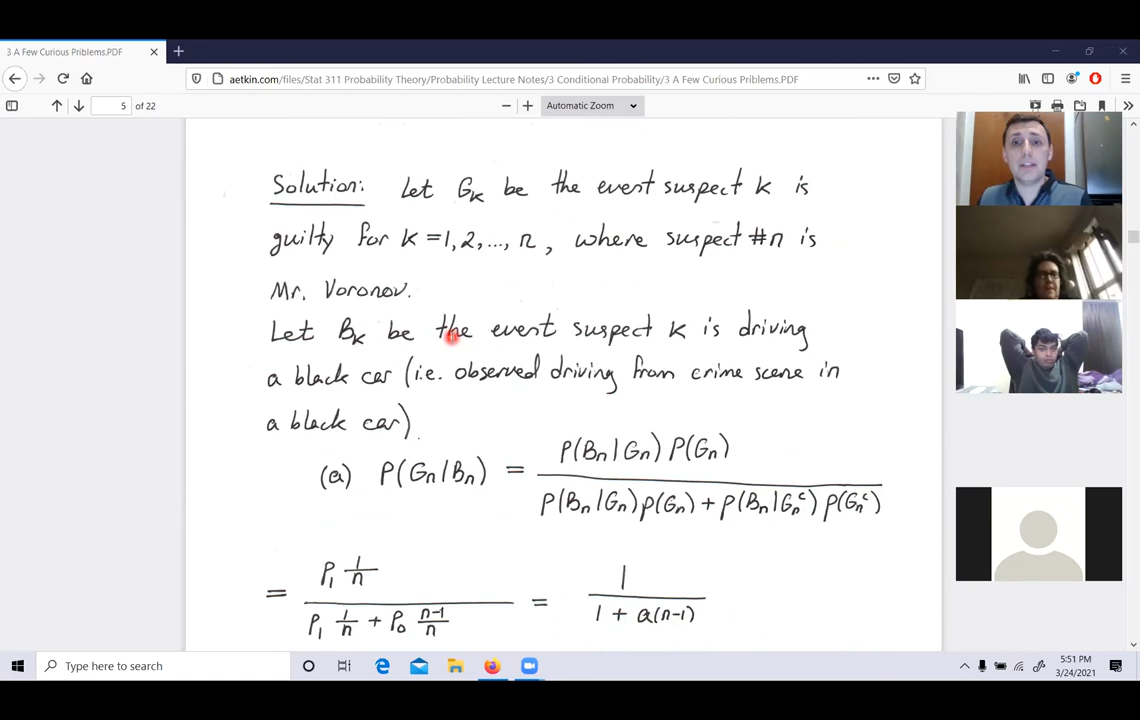 3 A Few Curious Priblems.PDF
aetkin.com/files/Stat 311 Probability Theory/Probability Lecture Notes/3 Conditional Probability/3 A Few Curious Priblems.PDF
5 of 22
Automatic Zoom
Solution: Let Gk be the event suspect k is
guilty for k = 1, 2, ..., n, where suspect #n is
Mr. Voronov.
Let Bk be the event suspect k is driving
a black car (i.e. observed driving from crime scene in
a black car).
(a) P(Gn|Bn) = P(Bn|Gn) P(Gn) / P(Bn|Gn) P(Gn) + P(Bn|Gn^c) P(Gn^c)
= P1 1/n / P1 1/n + P0 n-1/n = 1 / 1 + a(n-1)
Type here to search
5:51 PM
3/24/2021